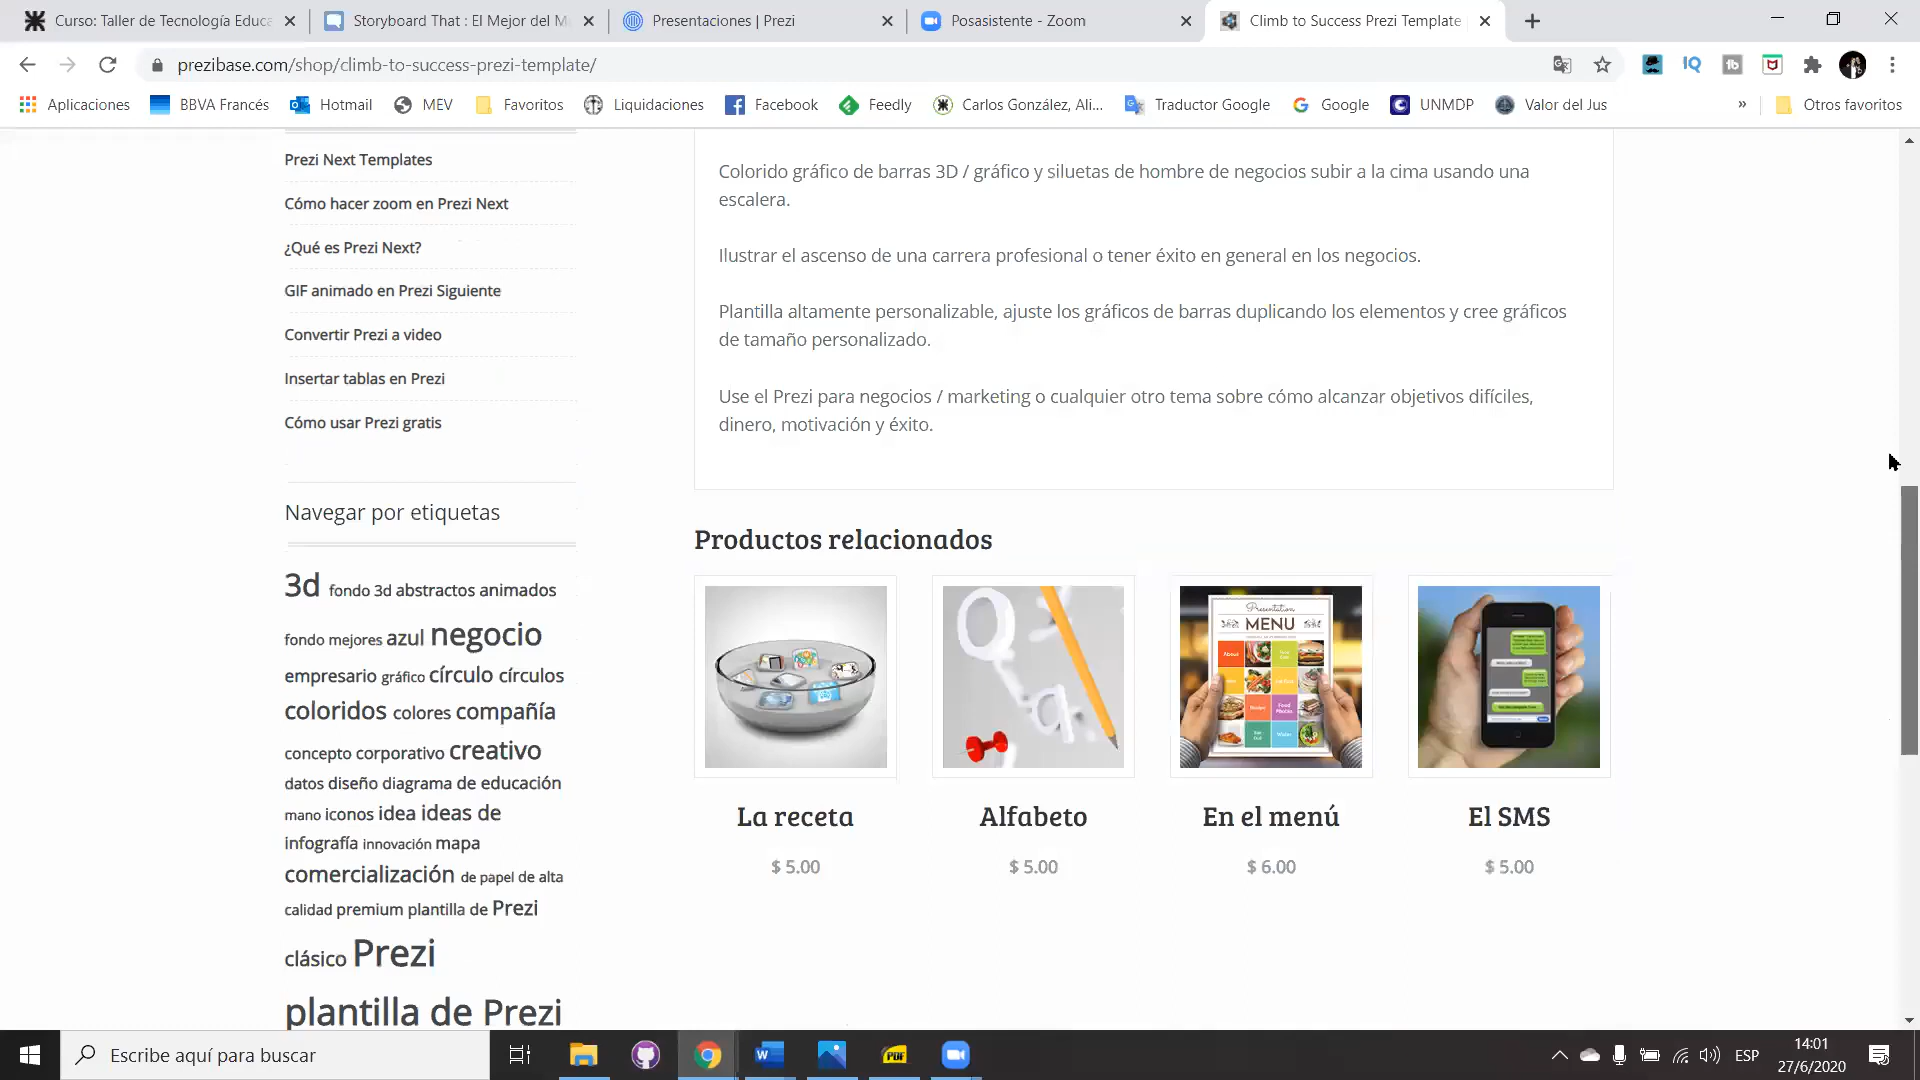 Curso: Taller de Tecnología Educa
Storyboard That : El Mejor del M
Presentaciones | Prezi
Posasistente - Zoom
Climb to Success Prezi Template
prezibase.com/shop/climb-to-success-prezi-template/
Aplicaciones
BBVA Francés
Hotmail
MEV
Favoritos
Liquidaciones
Facebook
Feedly
Carlos González, Ali...
Traductor Google
Google
UNMDP
Valor del Jus
»
Otros favoritos
Prezi Next Templates
Cómo hacer zoom en Prezi Next
¿Qué es Prezi Next?
GIF animado en Prezi Siguiente
Convertir Prezi a video
Insertar tablas en Prezi
Cómo usar Prezi gratis
Navegar por etiquetas
3d fondo 3d abstractos animados
fondo mejores azul negocio
empresario gráfico círculo círculos
coloridos colores compañía
concepto corporativo creativo
datos diseño diagrama de educación
mano iconos idea ideas de
infografía innovación mapa
comercialización de papel de alta
calidad premium plantilla de Prezi
clásico Prezi
plantilla de Prezi
Colorido gráfico de barras 3D / gráfico y siluetas de hombre de negocios subir a la cima usando una
escalera.
Ilustrar el ascenso de una carrera profesional o tener éxito en general en los negocios.
Plantilla altamente personalizable, ajuste los gráficos de barras duplicando los elementos y cree gráficos
de tamaño personalizado.
Use el Prezi para negocios / marketing o cualquier otro tema sobre cómo alcanzar objetivos difíciles,
dinero, motivación y éxito.
Productos relacionados
Presentation
MENU
La receta
$ 5.00
Alfabeto
$ 5.00
En el menú
$ 6.00
El SMS
$ 5.00
Escribe aquí para buscar
PDF
ESP
14:01
27/6/2020